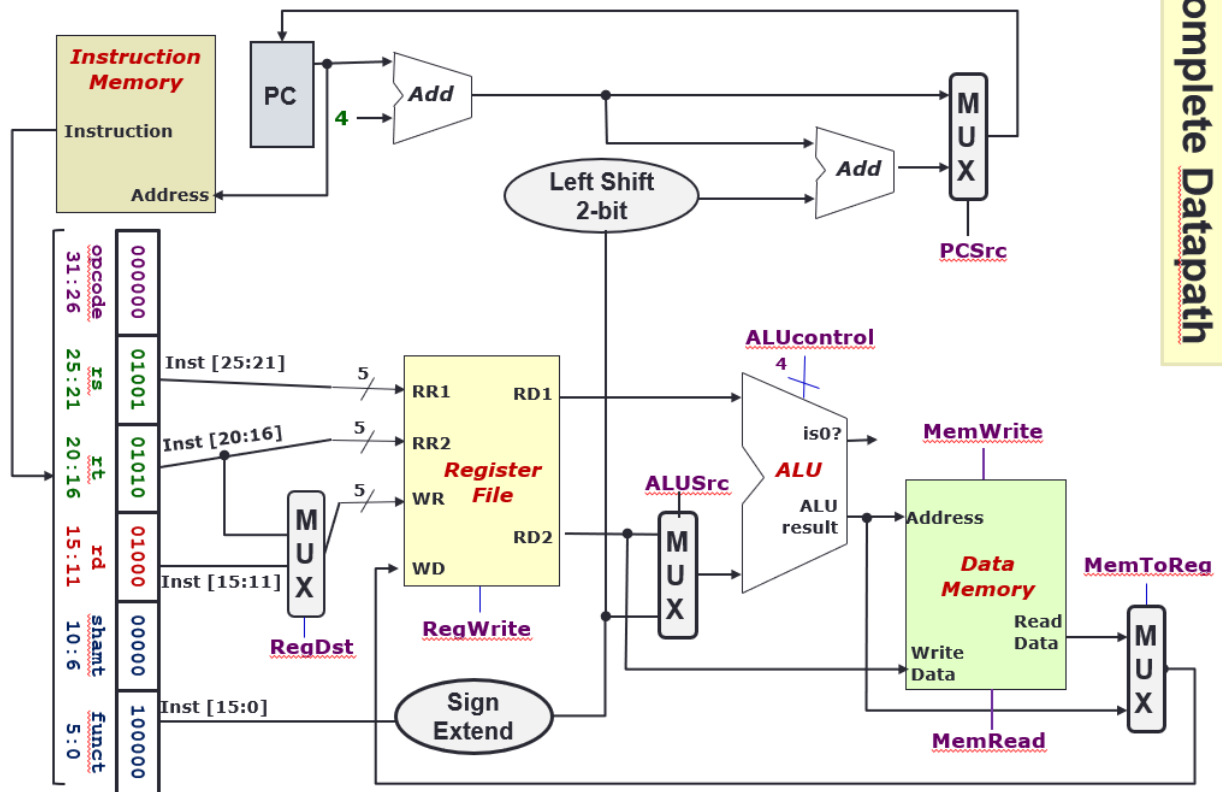 omplete Datapath
Instruction
Memory
Instruction
Address
PC
4
Add
Left Shift
2-bit
Add
M
U
X
PCSrc
opcode
31:26
000000
rs
25:21
01001
rt
20:16
01010
rd
15:11
01000
shamt
10:6
00000
funct
5:0
100000
Inst [25:21]
5
Inst [20:16]
5
5
Inst [15:11]
M
U
X
RegDst
Inst [15:0]
Sign
Extend
RR1
RR2
WR
WD
RD1
RD2
Register
File
RegWrite
ALUSrc
M
U
X
ALUcontrol
4
is0?
ALU
ALU
result
MemWrite
Address
Data
Memory
Read
Data
Write
Data
MemRead
MemToReg
M
U
X